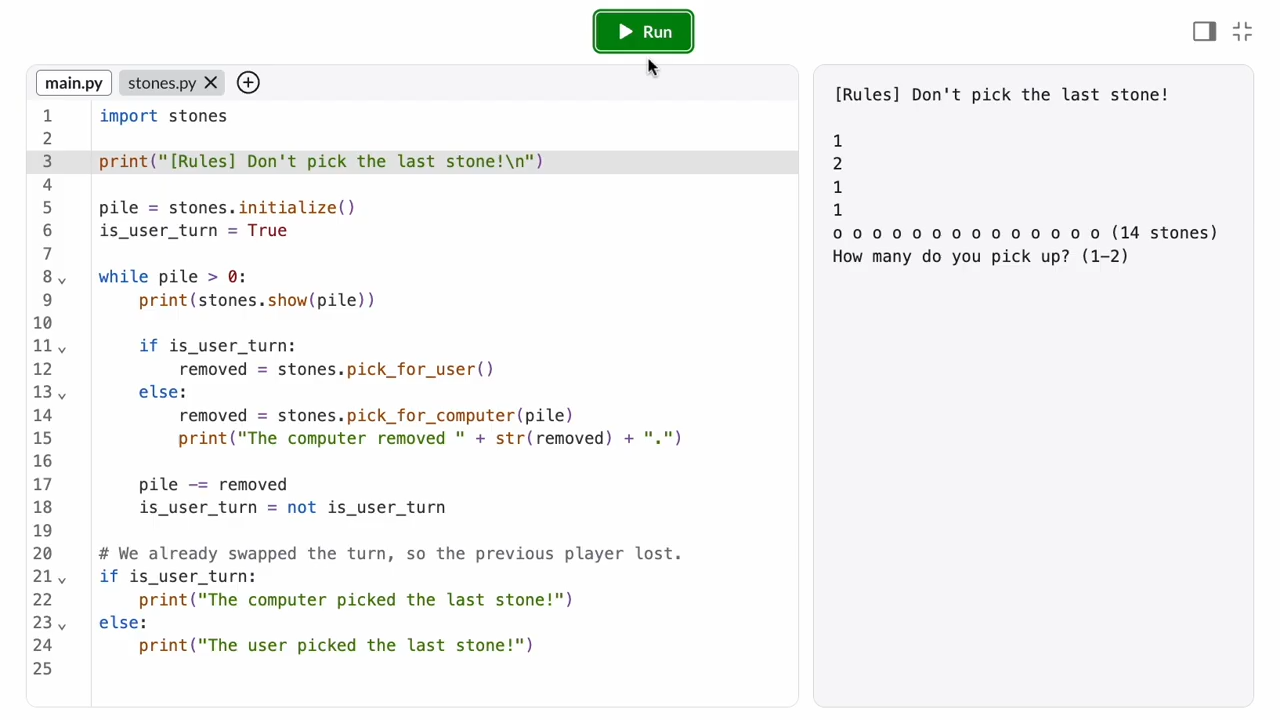 Run
main.py stones.py
1 import stones
2
3 print("[Rules] Don't pick the last stone!\n")
4
5 pile = stones.initialize()
6 is_user_turn = True
7
8 while pile > 0:
9     print(stones.show(pile))
10
11     if is_user_turn:
12         removed = stones.pick_for_user()
13     else:
14         removed = stones.pick_for_computer(pile)
15         print("The computer removed " + str(removed) + ".")
16
17     pile -= removed
18     is_user_turn = not is_user_turn
19
20 # We already swapped the turn, so the previous player lost.
21 if is_user_turn:
22     print("The computer picked the last stone!")
23 else:
24     print("The user picked the last stone!")
25
[Rules] Don't pick the last stone!
1
2
1
1
o o o o o o o o o o o o o o (14 stones)
How many do you pick up? (1-2)